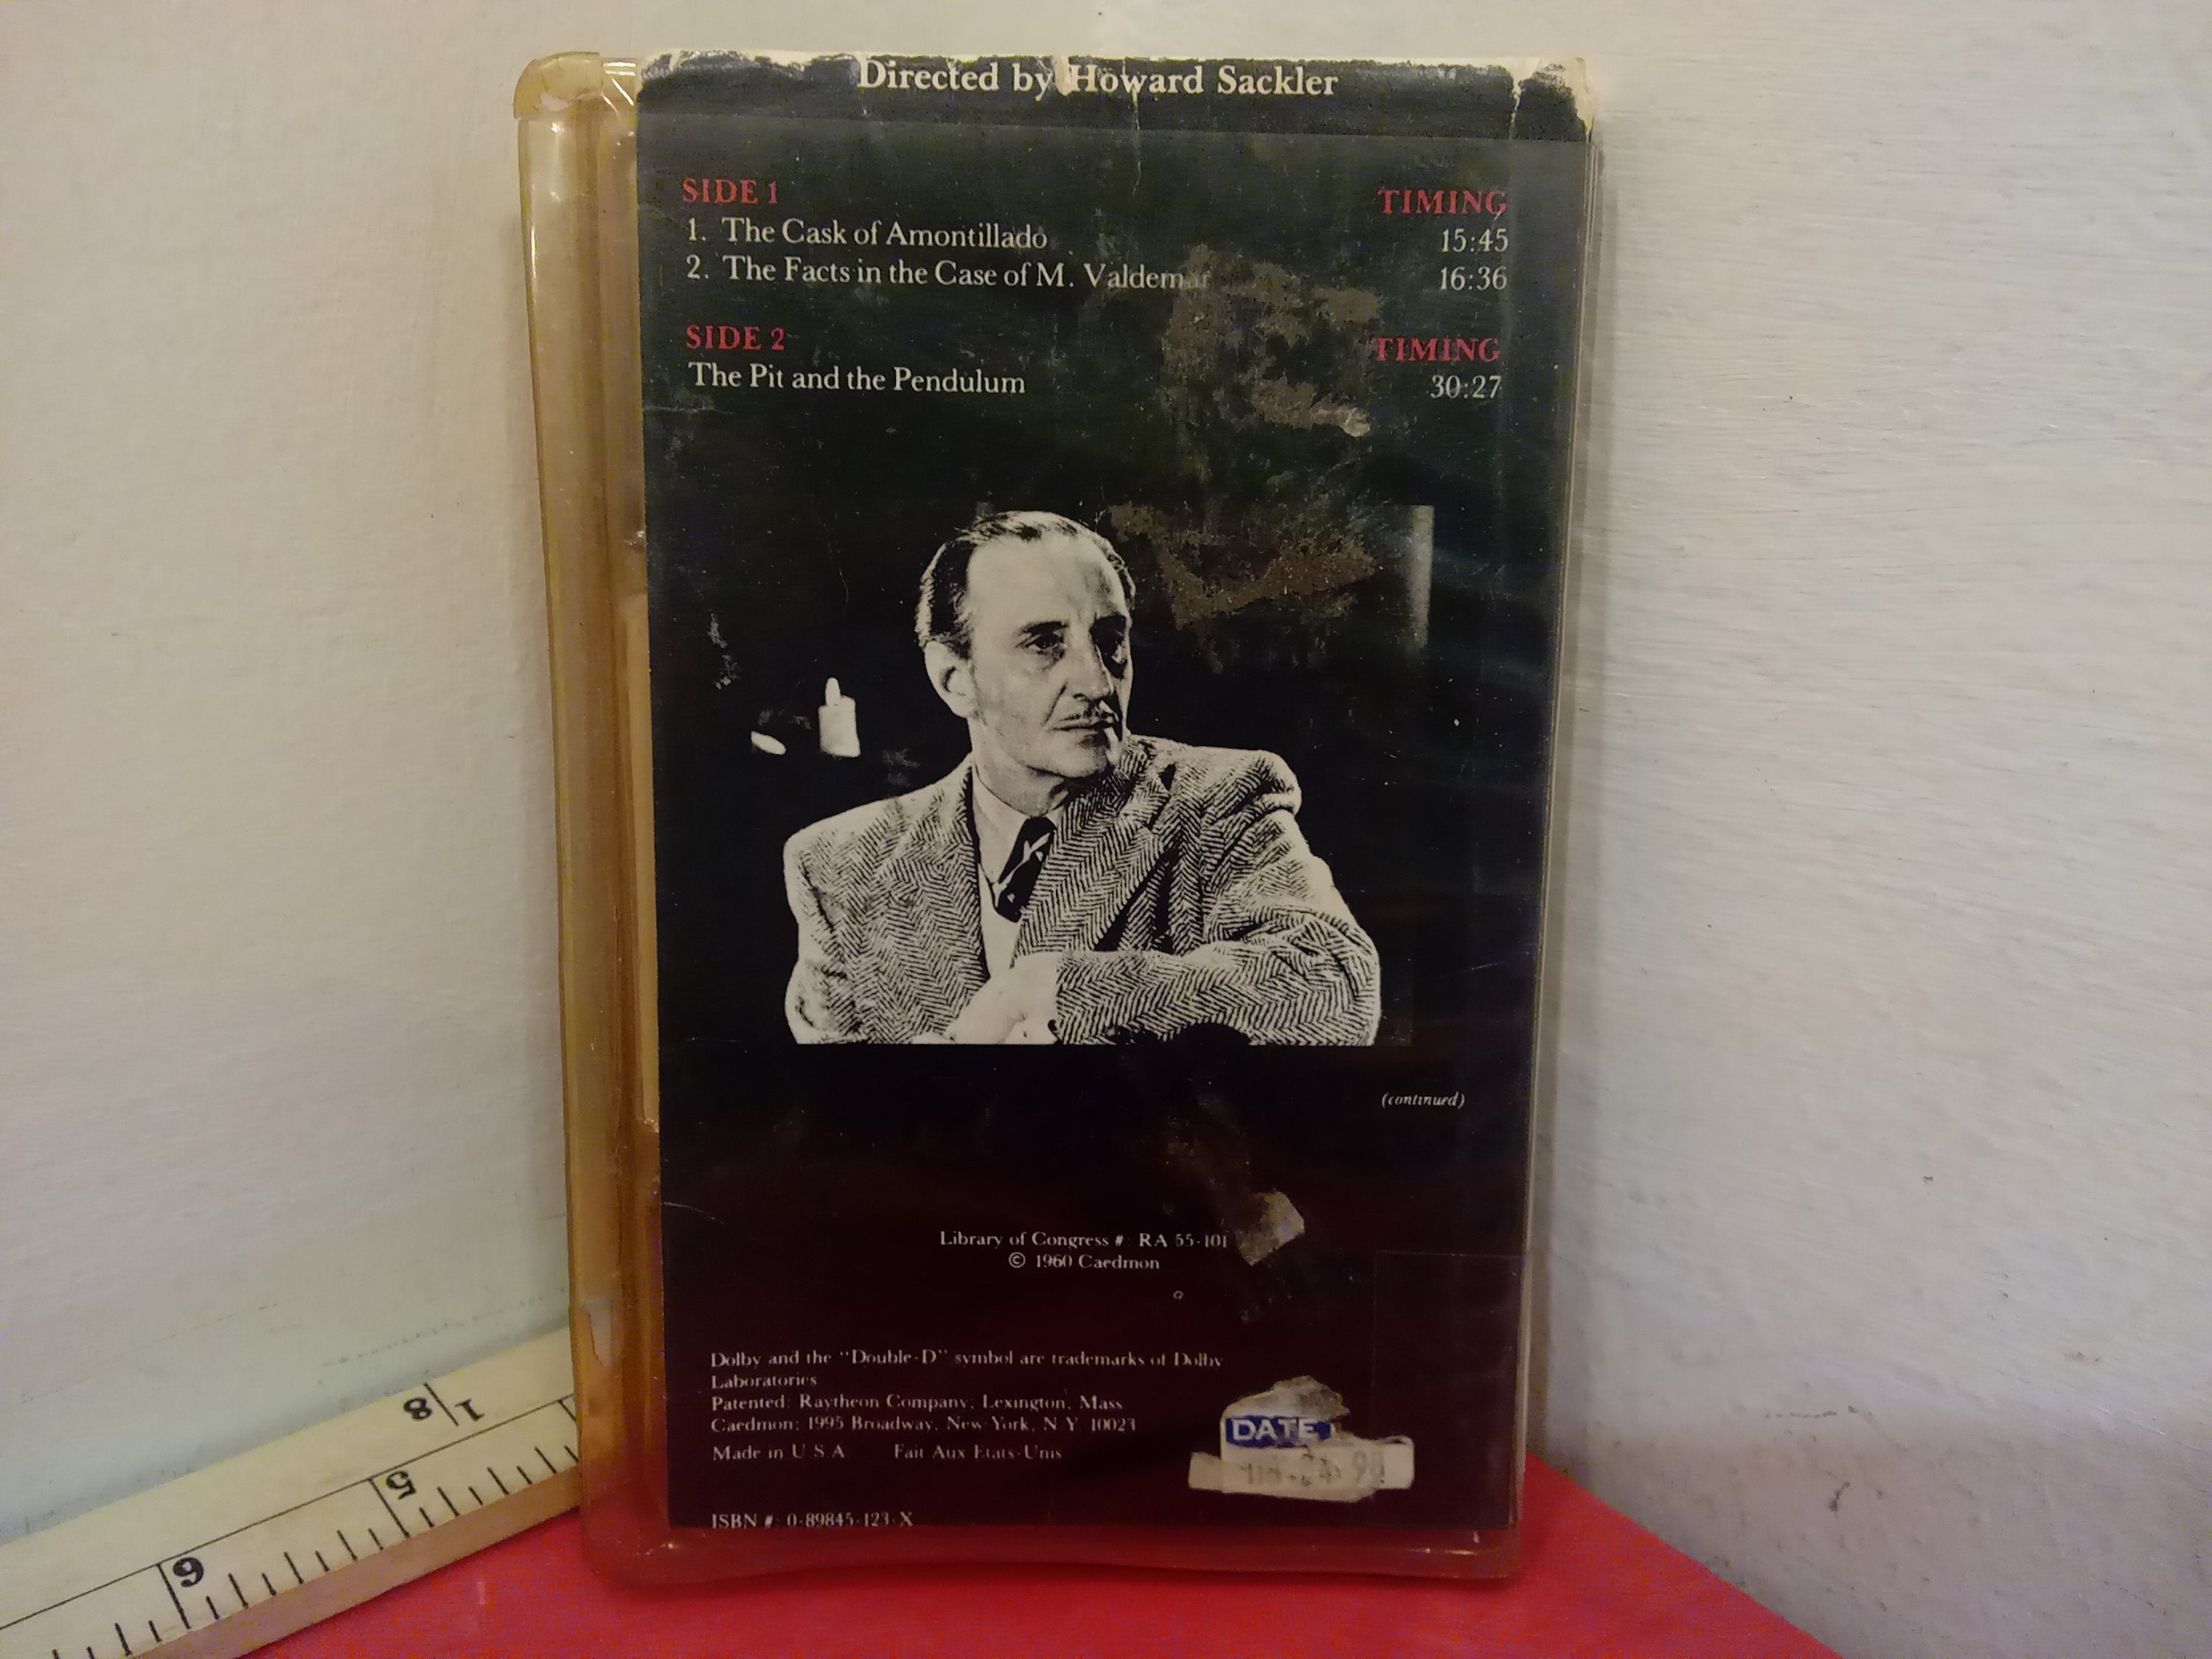 Directed by Howard Sackler
SIDE 1 TIMING
1. The Cask of Amontillado 15:45
2. The Facts in the Case of M. Valdemar 16:36
SIDE 2 TIMING
The Pit and the Pendulum 30:27
(continued)
Library of Congress # RA 55-101
© 1960 Caedmon
Dolby and the "Double-D" symbol are trademarks of Dolby
Laboratories
Patented: Raytheon Company, Lexington, Mass
Caedmon; 1995 Broadway, New York, N.Y. 10023
Made in U.S.A Fait Aux Etats-Unis
DATE
ISBN #: 0-89845-123-X
18
5
6